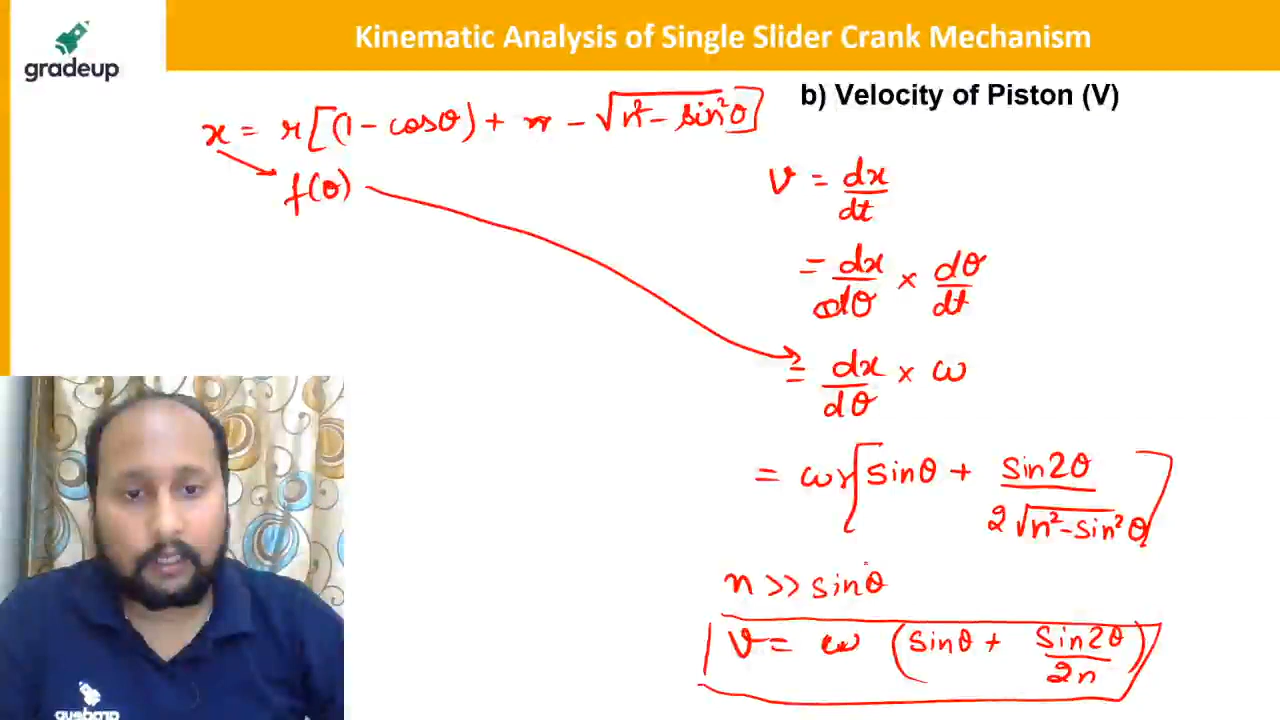 gradeup
Kinematic Analysis of Single Slider Crank Mechanism
b) Velocity of Piston (V)
x = r[(1 - cosθ) + n - √(n² - sin²θ)]
f(θ)
V = dx/dt
= dx/dθ × dθ/dt
= dx/dθ × ω
= ωr[sinθ + sin2θ/2√(n²-sin²θ)]
n >> sinθ
V = ω (sinθ + sin2θ/2n)